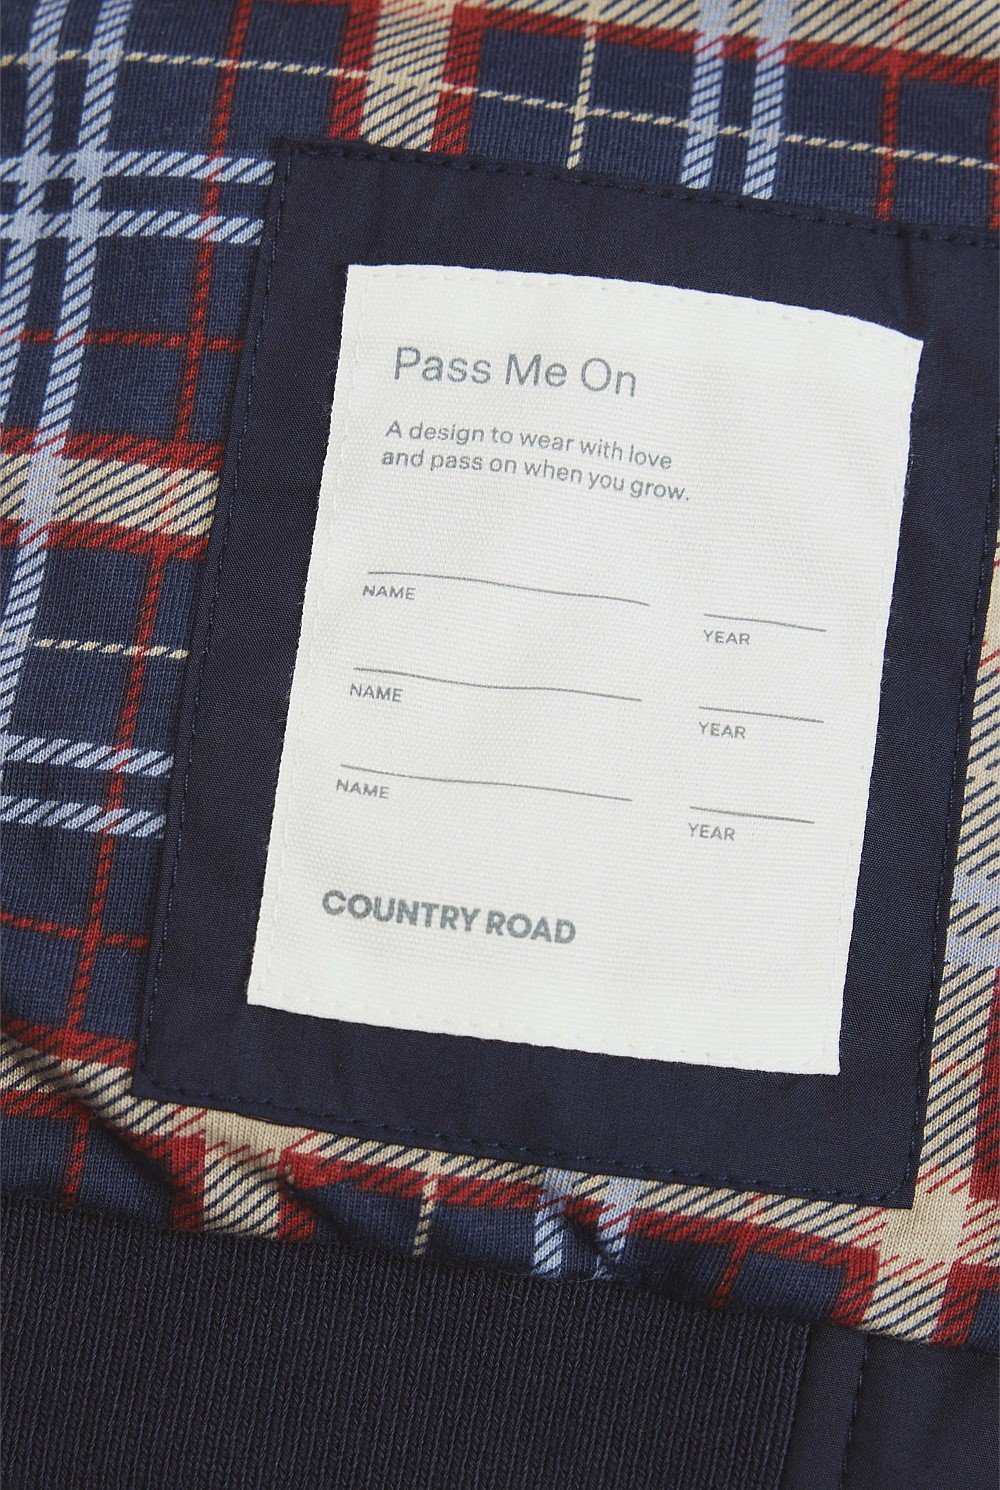 Pass Me On
A design to wear with love
and pass on when you grow.
NAME
YEAR
NAME
YEAR
NAME
YEAR
COUNTRY ROAD